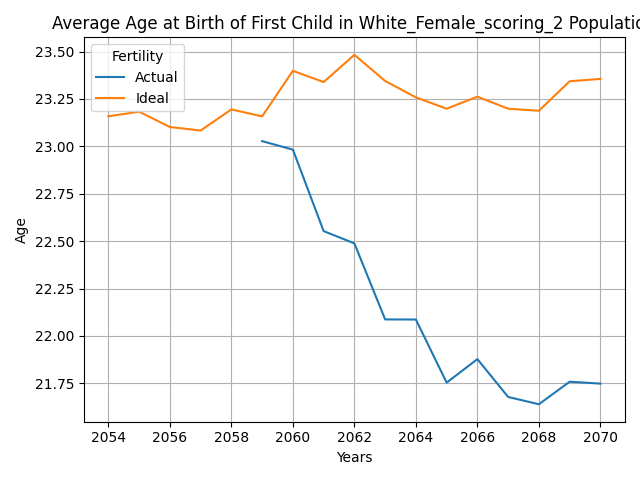 Average Age at Birth of First Child in White_Female_scoring_2 Populatio
Fertility
Actual
Ideal
23.50
23.25
23.00
22.75
22.50
22.25
22.00
21.75
Age
2054 2056 2058 2060 2062 2064 2066 2068 2070
Years